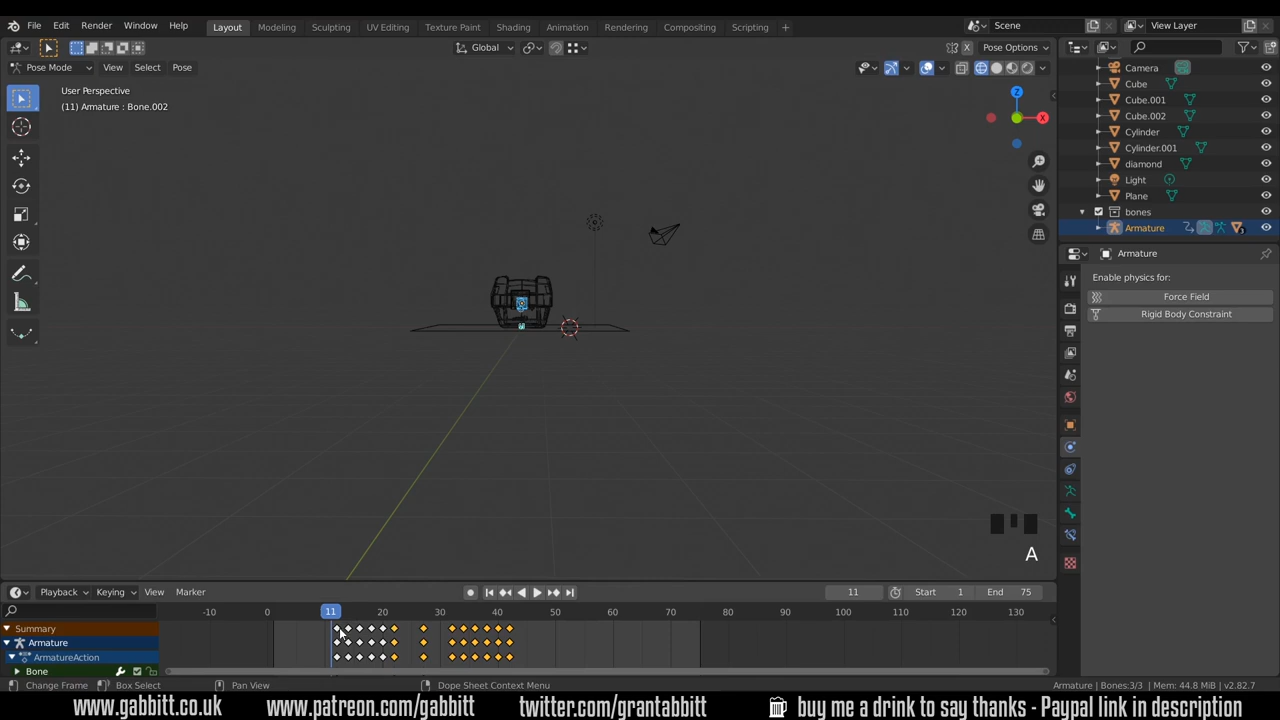 File Edit Render Window Help Layout Modeling Sculpting UV Editing Texture Paint Shading Animation Rendering Compositing Scripting + Scene View Layer
Global X Pose Options
Pose Mode View Select Pose
User Perspective
(11) Armature : Bone.002
Z
X
Camera
Cube
Cube.001
Cube.002
Cylinder
Cylinder.001
diamond
Light
Plane
bones
Armature
Armature
Enable physics for:
Force Field
Rigid Body Constraint
A
Playback Keying View Marker 11 Start 1 End 75
-10 0 11 20 30 40 50 60 70 80 90 100 110 120 130
Summary
Armature
ArmatureAction
Bone
Change Frame Box Select Pan View Dope Sheet Context Menu Armature | Bones:3/3 | Mem: 44.8 MiB | v2.82.7
www.gabbitt.co.uk www.patreon.com/gabbitt twitter.com/grantabbitt buy me a drink to say thanks - Paypal link in description